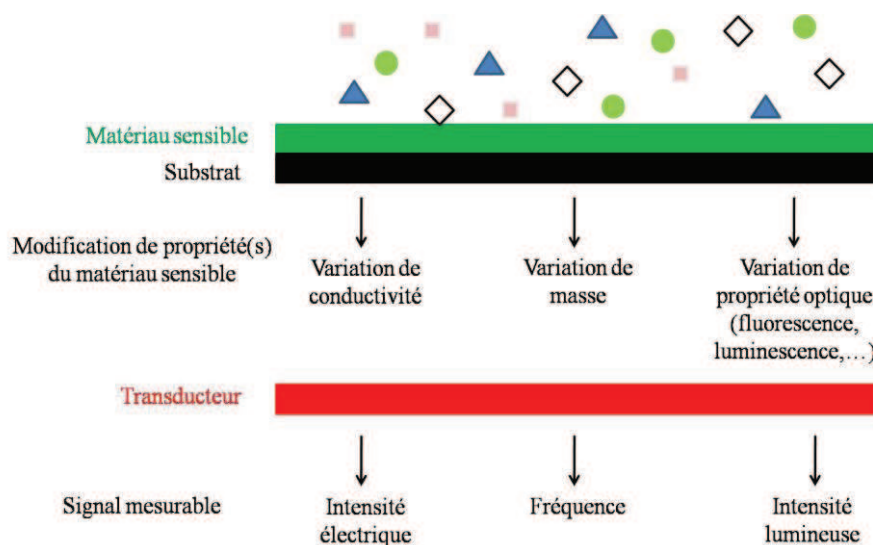 Matériau sensible
Substrat
Modification de propriété(s)
du matériau sensible
Variation de
conductivité
Variation de
masse
Variation de
propriété optique
(fluorescence,
luminescence,…)
Transducteur
Signal mesurable
Intensité
électrique
Fréquence
Intensité
lumineuse